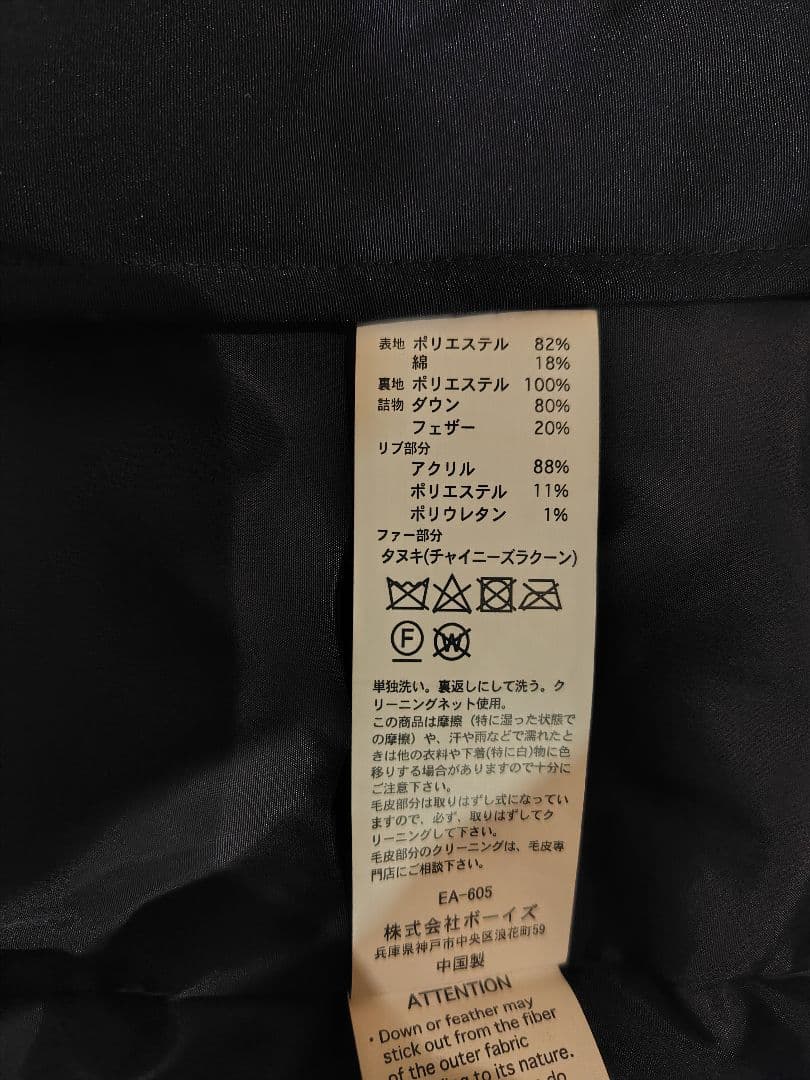 表地 ポリエステル 82%
綿 18%
裏地 ポリエステル 100%
詰物 ダウン 80%
フェザー 20%
リブ部分
アクリル 88%
ポリエステル 11%
ポリウレタン 1%
ファー部分
タヌキ(チャイニーズラクーン)
F W
単独洗い。裏返しにして洗う。ク
リーニングネット使用。
この商品は摩擦（特に湿った状態で
の摩擦）や、汗や雨などで濡れたと
きは他の衣料や下着(特に白)物に色
移りする場合がありますので十分に
ご注意下さい。
毛皮部分は取りはずし式になってい
ますので、必ず、取りはずしてク
リーニングして下さい。
毛皮部分のクリーニングは、毛皮専
門店にご相談下さい。
EA-605
株式会社ボーイズ
兵庫県神戸市中央区浪花町59
中国製
ATTENTION
・Down or feather may
stick out from the fiber
of the outer fabric
to its nature.
do